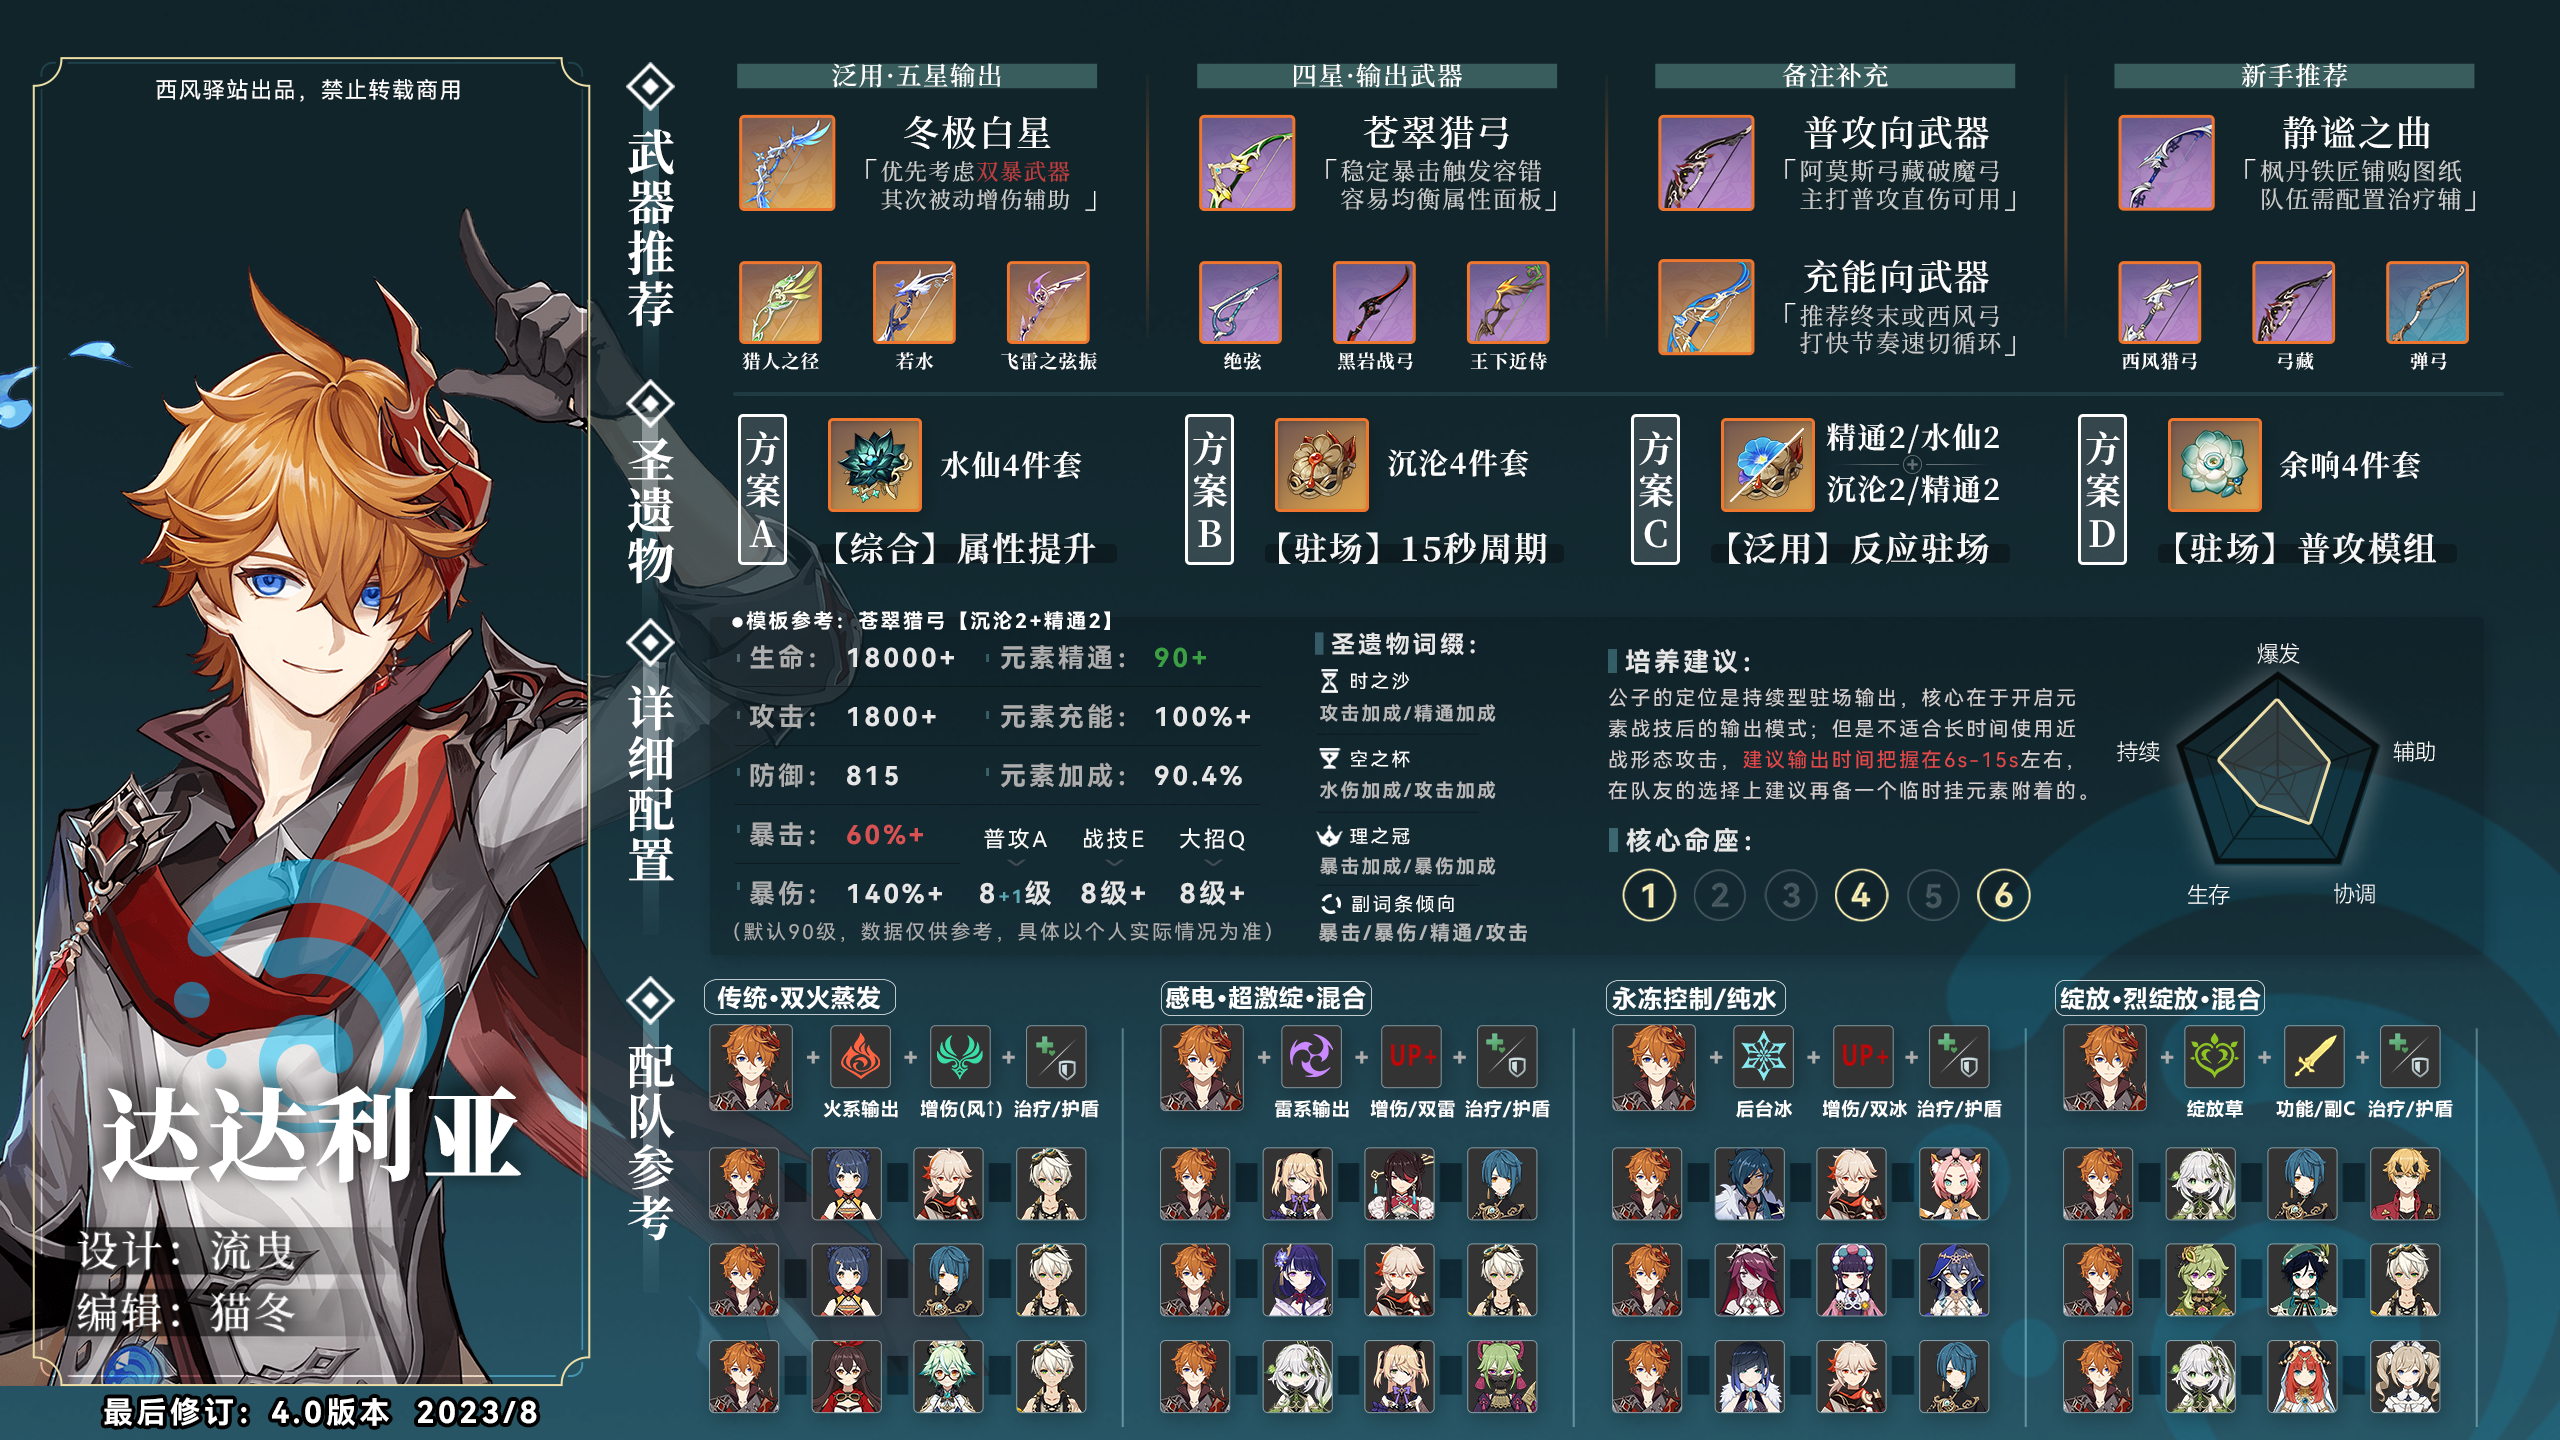 西风驿站出品，禁止转载商用
达达利亚
设计：流曳
编辑：猫冬
最后修订：4.0版本 2023/8
武器推荐
泛用·五星输出
冬极白星
「优先考虑双暴武器
其次被动增伤辅助 」
猎人之径
若水
飞雷之弦振
四星·输出武器
苍翠猎弓
「稳定暴击触发容错
容易均衡属性面板」
绝弦
黑岩战弓
王下近侍
备注补充
普攻向武器
「阿莫斯弓藏破魔弓
主打普攻直伤可用」
充能向武器
「推荐终末或西风弓
打快节奏速切循环」
新手推荐
静谧之曲
「枫丹铁匠铺购图纸
队伍需配置治疗辅」
西风猎弓
弓藏
弹弓
圣遗物
方案A
水仙4件套
【综合】属性提升
方案B
沉沦4件套
【驻场】15秒周期
方案C
精通2/水仙2
沉沦2/精通2
【泛用】反应驻场
方案D
余响4件套
【驻场】普攻模组
详细配置
●模板参考：苍翠猎弓【沉沦2+精通2】
生命： 18000+ 元素精通： 90+
攻击： 1800+ 元素充能： 100%+
防御： 815 元素加成： 90.4%
暴击： 60%+ 普攻A 战技E 大招Q
暴伤： 140%+ 8+1级 8级+ 8级+
（默认90级，数据仅供参考，具体以个人实际情况为准）
圣遗物词缀：
时之沙
攻击加成/精通加成
空之杯
水伤加成/攻击加成
理之冠
暴击加成/暴伤加成
副词条倾向
暴击/暴伤/精通/攻击
培养建议：
公子的定位是持续型驻场输出，核心在于开启元
素战技后的输出模式；但是不适合长时间使用近
战形态攻击，建议输出时间把握在6s-15s左右，
在队友的选择上建议再备一个临时挂元素附着的。
核心命座：
1 2 3 4 5 6
爆发
持续
辅助
生存
协调
配队参考
传统•双火蒸发
+ + +
火系输出 增伤(风↑) 治疗/护盾
感电•超激绽•混合
+ + UP+ +
雷系输出 增伤/双雷 治疗/护盾
永冻控制/纯水
+ + UP+ +
后台冰 增伤/双冰 治疗/护盾
绽放•烈绽放•混合
+ + +
绽放草 功能/副C 治疗/护盾